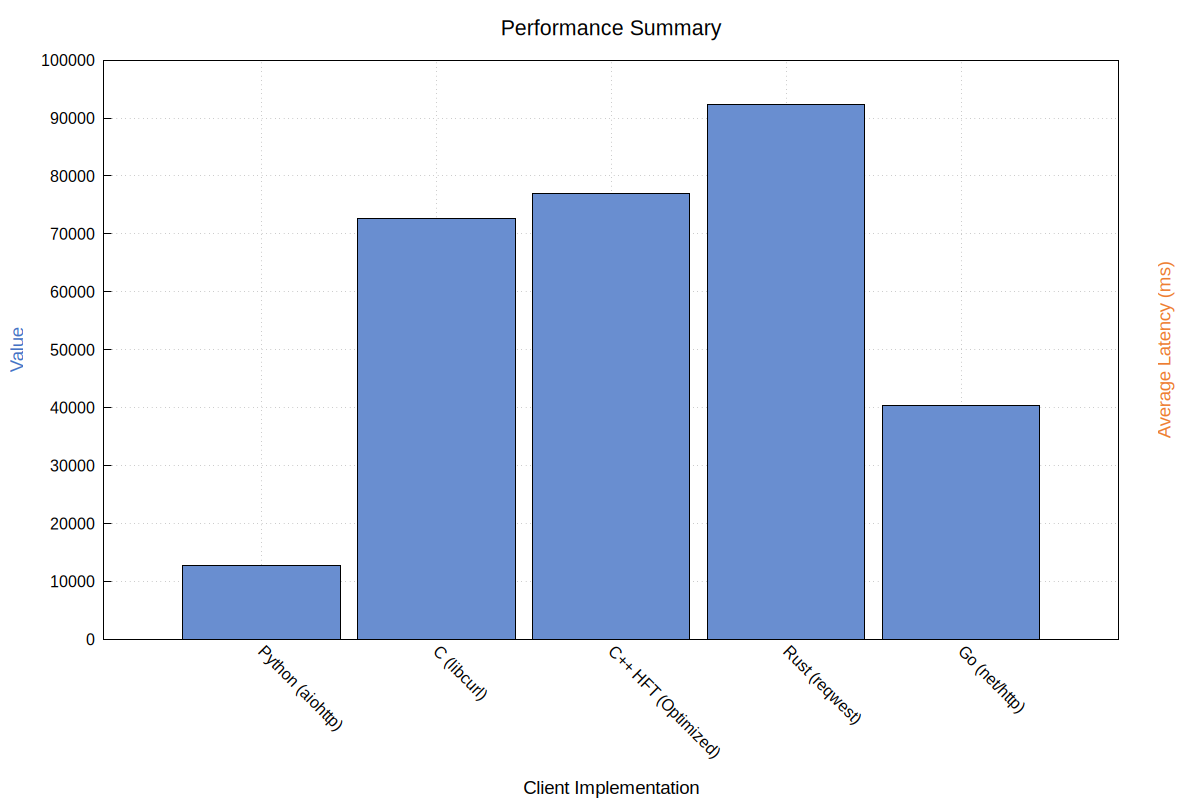 Performance Summary
100000
90000
80000
70000
60000
50000
40000
30000
20000
10000
0
Value
Average Latency (ms)
Python (aiohttp)
C (libcurl)
C++ HFT (Optimized)
Rust (reqwest)
Go (net/http)
Client Implementation